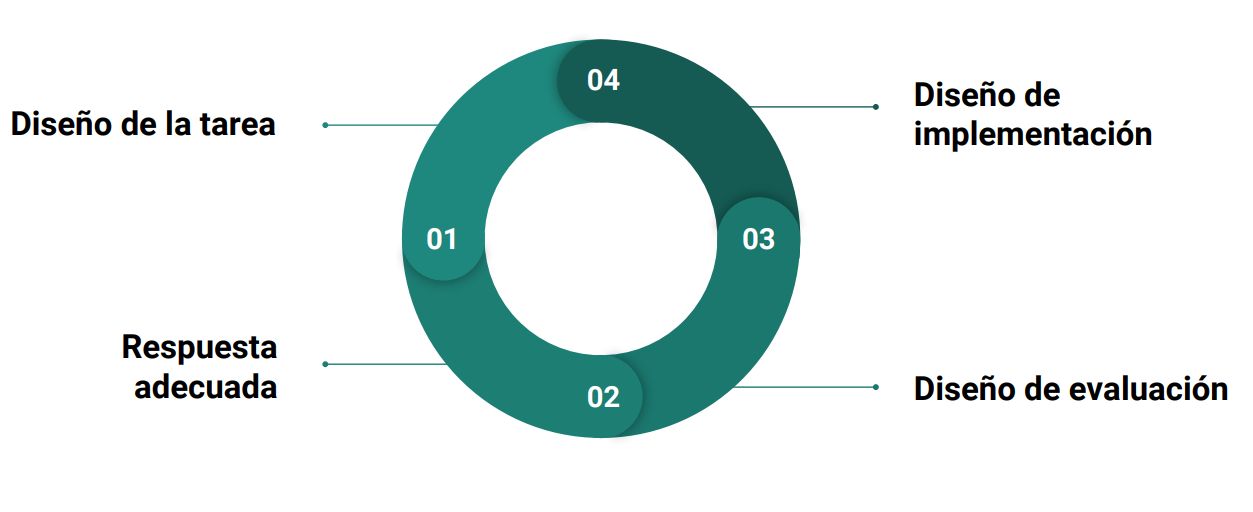 04
Diseño de
implementación
Diseño de la tarea
01
03
Respuesta
adecuada
02
Diseño de evaluación